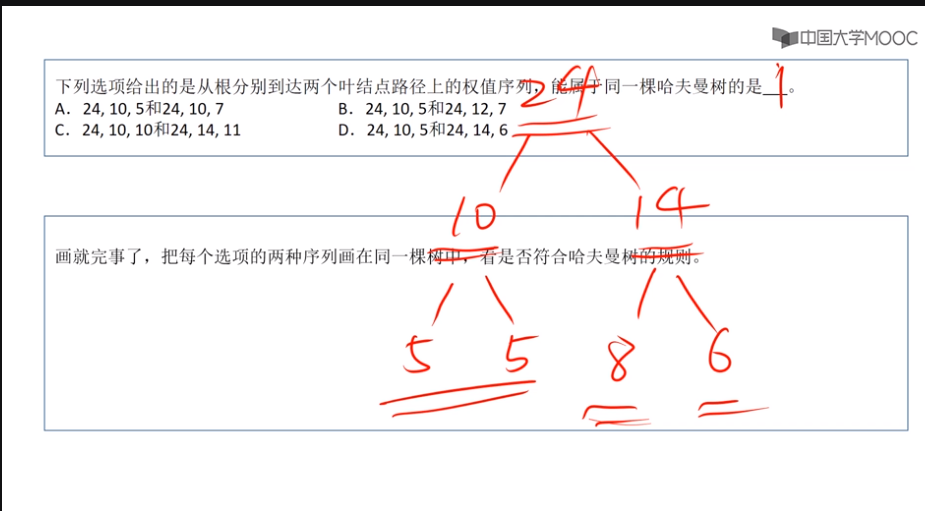 中国大学MOOC
下列选项给出的是从根分别到达两个叶结点路径上的权值序列，能属于同一棵哈夫曼树的是___。
A. 24, 10, 5和24, 10, 7
B. 24, 10, 5和24, 12, 7
C. 24, 10, 10和24, 14, 11
D. 24, 10, 5和24, 14, 6
24
10 14
画就完事了，把每个选项的两种序列画在同一棵树中，看是否符合哈夫曼树的规则。
5 5 8 6